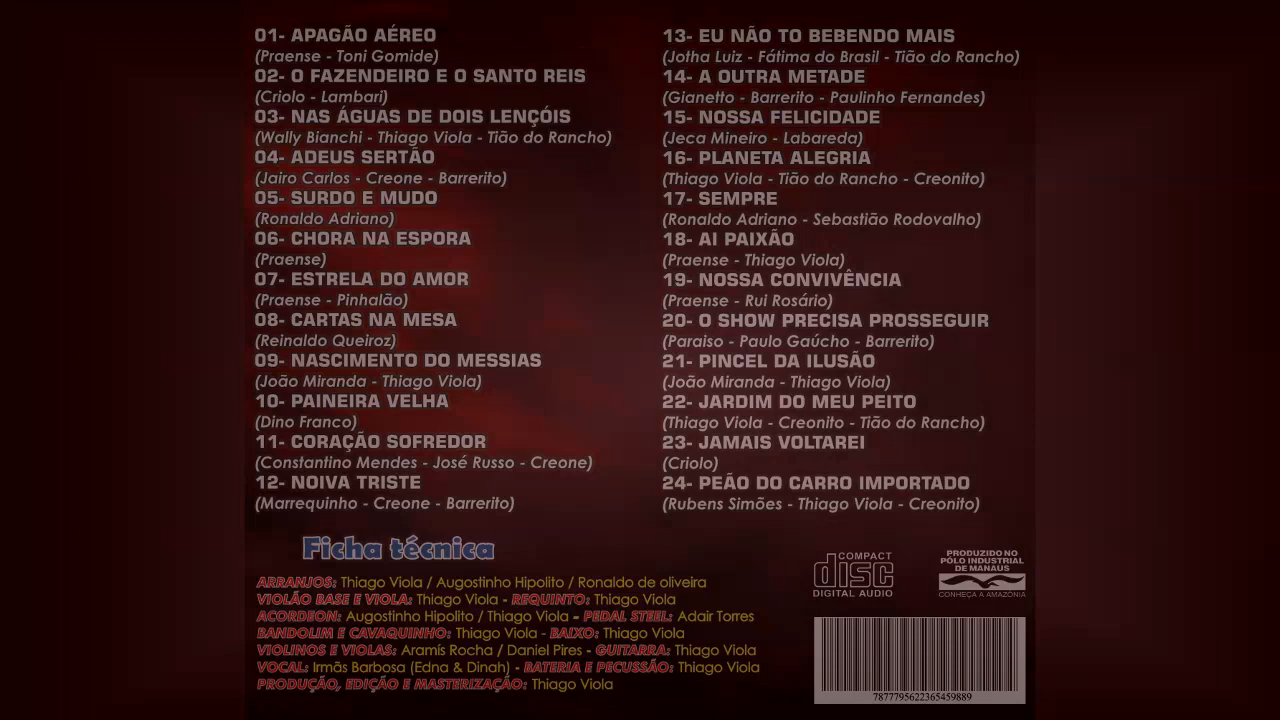 01- APAGÃO AÉREO
(Praense - Toni Gomide)
02- O FAZENDEIRO E O SANTO REIS
(Criolo - Lambari)
03- NAS ÁGUAS DE DOIS LENÇÓIS
(Wally Bianchi - Thiago Viola - Tião do Rancho)
04- ADEUS SERTÃO
(Jairo Carlos - Creone - Barrerito)
05- SURDO E MUDO
(Ronaldo Adriano)
06- CHORA NA ESPORA
(Praense)
07- ESTRELA DO AMOR
(Praense - Pinhalão)
08- CARTAS NA MESA
(Reinaldo Queiroz)
09- NASCIMENTO DO MESSIAS
(João Miranda - Thiago Viola)
10- PAINEIRA VELHA
(Dino Franco)
11- CORAÇÃO SOFREDOR
(Constantino Mendes - José Russo - Creone)
12- NOIVA TRISTE
(Marrequinho - Creone - Barrerito)
13- EU NÃO TO BEBENDO MAIS
(Jotha Luiz - Fátima do Brasil - Tião do Rancho)
14- A OUTRA METADE
(Gianetto - Barrerito - Paulinho Fernandes)
15- NOSSA FELICIDADE
(Jeca Mineiro - Labareda)
16- PLANETA ALEGRIA
(Thiago Viola - Tião do Rancho - Creonito)
17- SEMPRE
(Ronaldo Adriano - Sebastião Rodovalho)
18- AI PAIXÃO
(Praense - Thiago Viola)
19- NOSSA CONVIVÊNCIA
(Praense - Rui Rosário)
20- O SHOW PRECISA PROSSEGUIR
(Paraiso - Paulo Gaúcho - Barrerito)
21- PINCEL DA ILUSÃO
(João Miranda - Thiago Viola)
22- JARDIM DO MEU PEITO
(Thiago Viola - Creonito - Tião do Rancho)
23- JAMAIS VOLTAREI
(Criolo)
24- PEÃO DO CARRO IMPORTADO
(Rubens Simões - Thiago Viola - Creonito)
Ficha técnica
ARRANJOS: Thiago Viola / Augostinho Hipolito / Ronaldo de oliveira
VIOLÃO BASE E VIOLA: Thiago Viola - REQUINTO: Thiago Viola
ACORDEON: Augostinho Hipolito / Thiago Viola - PEDAL STEEL: Adair Torres
BANDOLIM E CAVAQUINHO: Thiago Viola - BAIXO: Thiago Viola
VIOLINOS E VIOLAS: Aramís Rocha / Daniel Pires - GUITARRA: Thiago Viola
VOCAL: Irmãs Barbosa (Edna & Dinah) - BATERIA E PECUSSÃO: Thiago Viola
PRODUÇÃO, EDIÇÃO E MASTERIZAÇÃO: Thiago Viola
COMPACT
disc
DIGITAL AUDIO
PRODUZIDO NO
PÓLO INDUSTRIAL
DE MANAUS
CONHEÇA A AMAZÔNIA
7877795622365459889